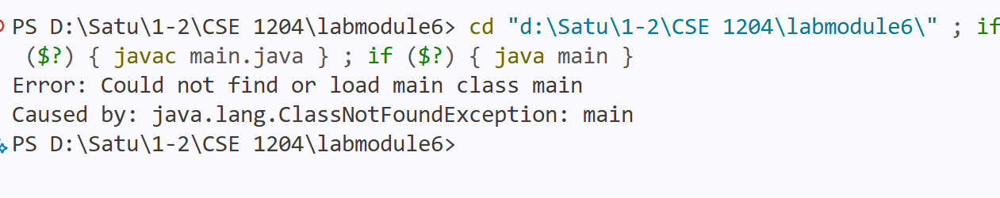 PS D:\Satu\1-2\CSE 1204\labmodule6> cd "d:\Satu\1-2\CSE 1204\labmodule6\" ; if
($?) { javac main.java } ; if ($?) { java main }
Error: Could not find or load main class main
Caused by: java.lang.ClassNotFoundException: main
PS D:\Satu\1-2\CSE 1204\labmodule6>